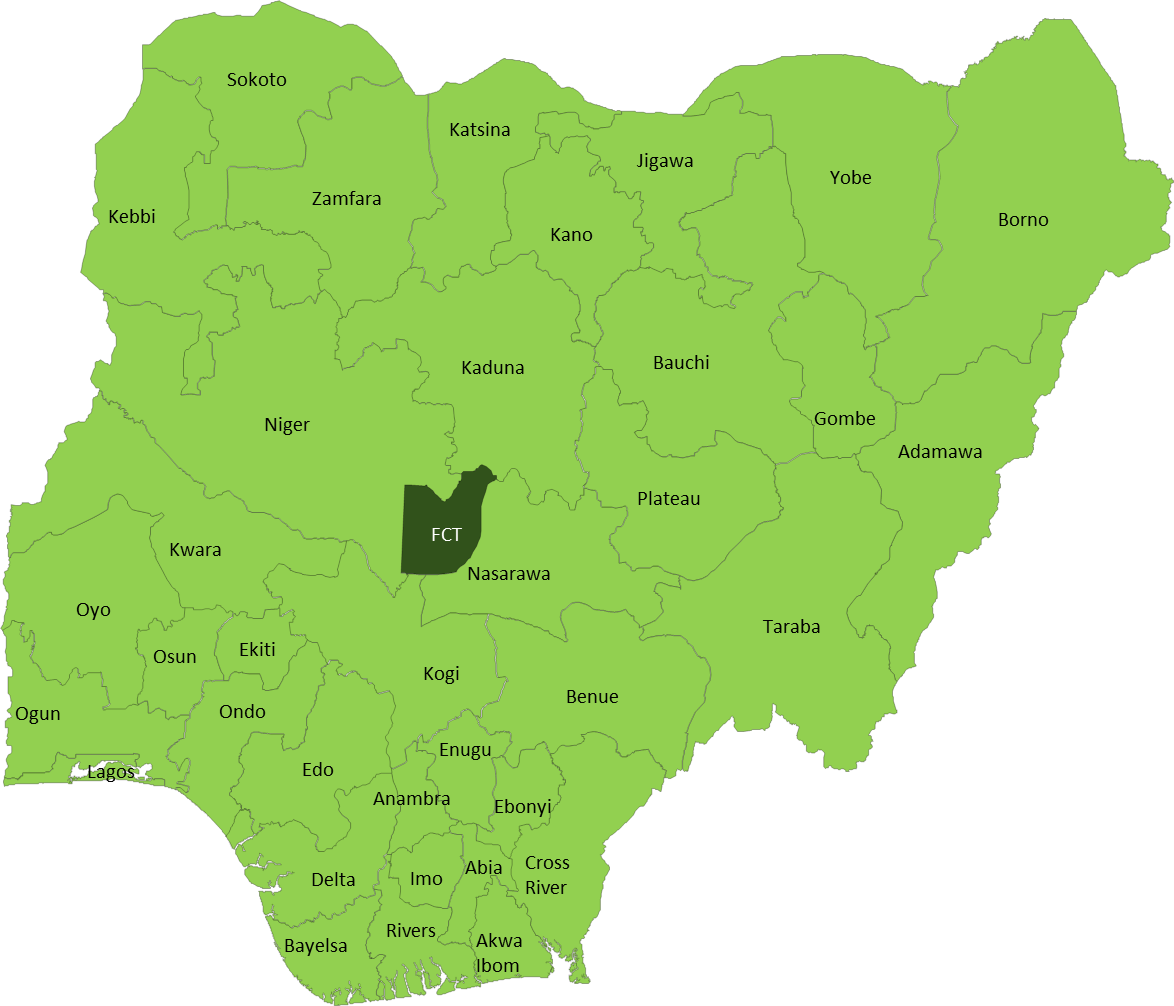 Sokoto
Katsina
Jigawa
Yobe
Zamfara
Kebbi
Borno
Kano
Kaduna
Bauchi
Niger
Gombe
Adamawa
Plateau
FCT
Kwara
Nasarawa
Oyo
Taraba
Osun
Ekiti
Kogi
Benue
Ogun
Ondo
Enugu
Lagos
Edo
Anambra
Ebonyi
Delta
Imo
Abia
Cross
River
Bayelsa
Rivers
Akwa
Ibom